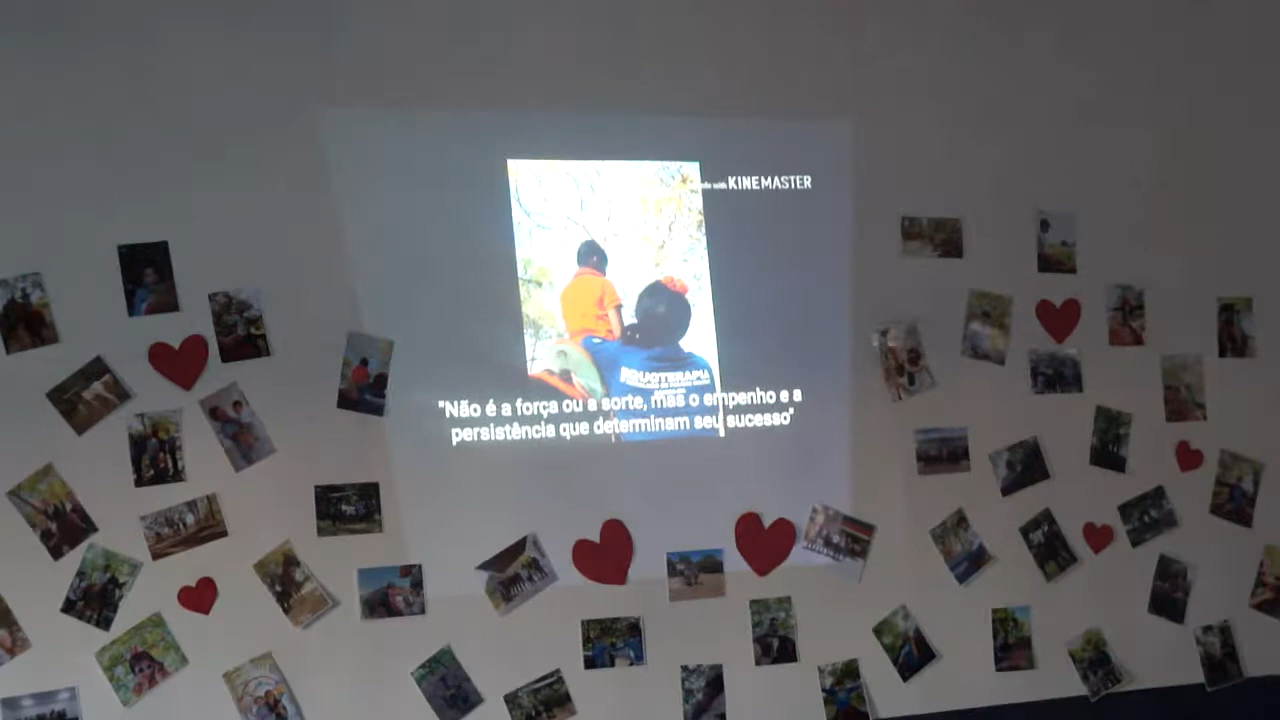 KINEMASTER
EQUOTERAPIA
"Não é a força ou a sorte, mas o empenho e a
persistência que determinam seu sucesso"